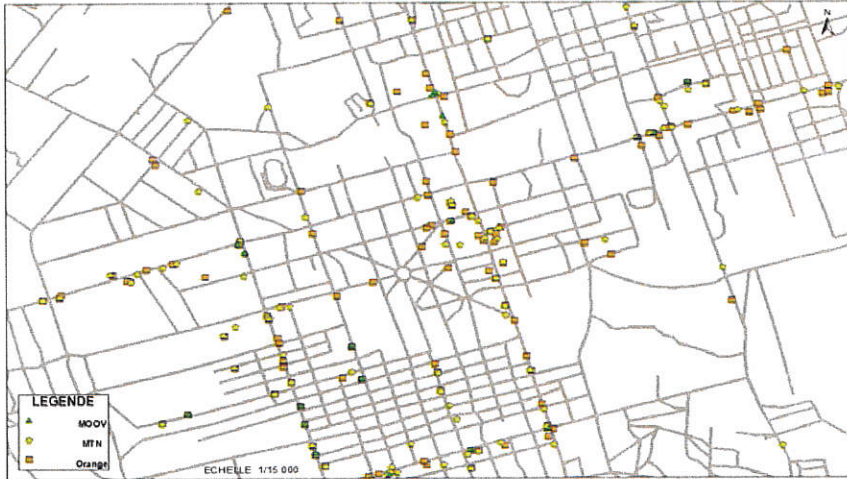 N
LEGENDE
MOOV
MTN
Orange
ECHELLE 1/15 000